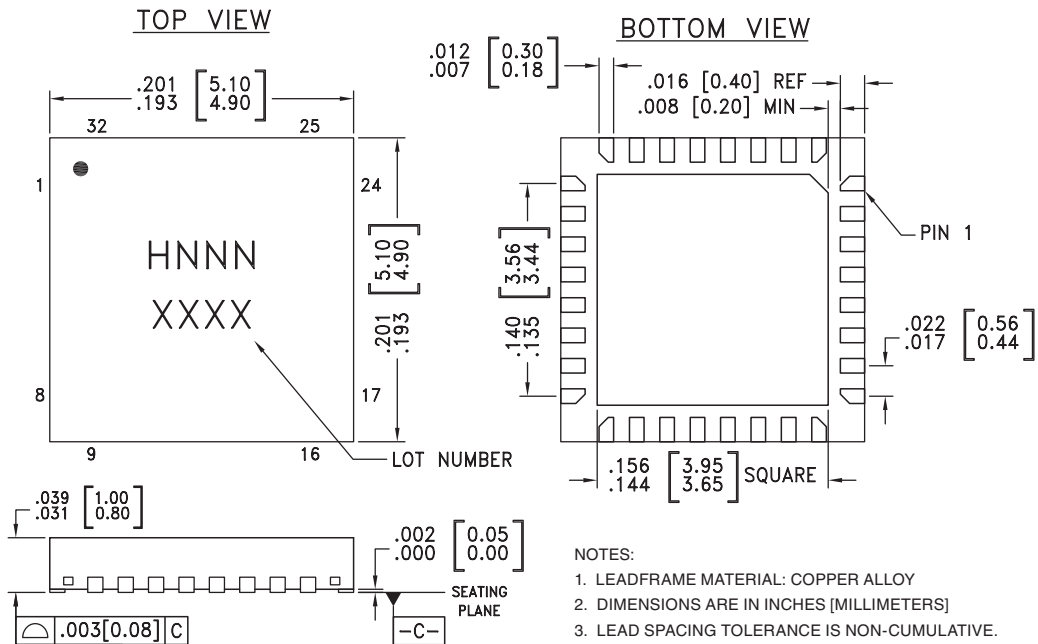 TOP VIEW
.201 [5.10]
.193 [4.90]
32 25
1 24
HNNN
XXXX
[5.10]
[4.90]
.201
.193
8 17
9 16
LOT NUMBER
BOTTOM VIEW
.012 [0.30]
.007 [0.18]
.016 [0.40] REF
.008 [0.20] MIN
PIN 1
[3.56]
[3.44]
.140
.135
.022 [0.56]
.017 [0.44]
.156 [3.95]
.144 [3.65] SQUARE
.039 [1.00]
.031 [0.80]
.002 [0.05]
.000 [0.00]
SEATING
PLANE
.003[0.08] C
-C-
NOTES:
1. LEADFRAME MATERIAL: COPPER ALLOY
2. DIMENSIONS ARE IN INCHES [MILLIMETERS]
3. LEAD SPACING TOLERANCE IS NON-CUMULATIVE.